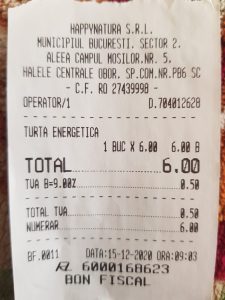 HAPPYNATURA S.R.L.
MUNICIPIUL BUCURESTI. SECTOR 2.
ALEEA CAMPUL MOSILOR.NR. 5.
HALELE CENTRALE OBOR. SP.COM.NR.P86 SC
- C.F. RO 27439998 -
OPERATOR/1 D.704012628
TURTA ENERGETICA
1 BUC X 6.00 6.00 B
TOTAL 6.00
TVA B=9.00% 0.50
TOTAL TVA 0.50
NUMERAR 6.00
BF.0011 DATA:15-12-2020 ORA:09:03
6000168623
BON FISCAL